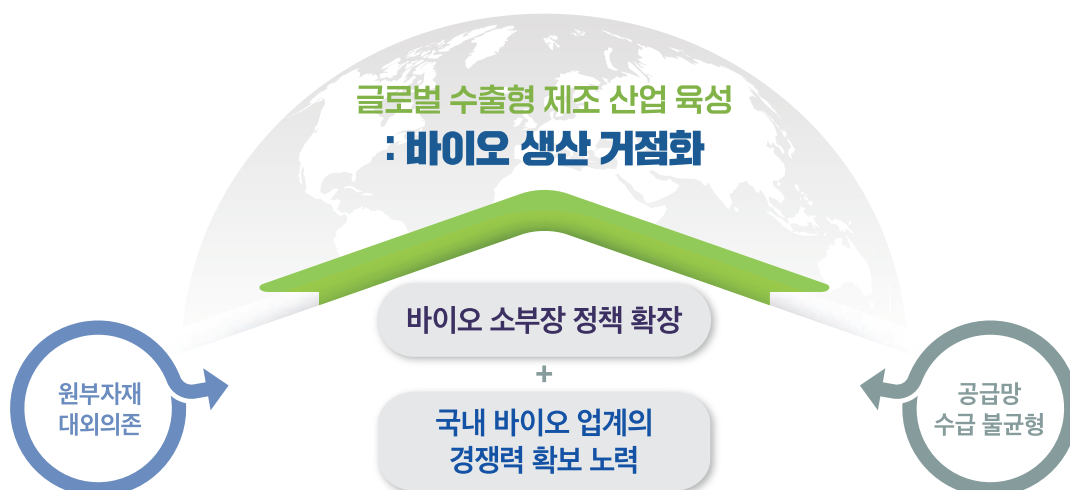 글로벌 수출형 제조 산업 육성
: 바이오 생산 거점화
바이오 소부장 정책 확장
+
국내 바이오 업계의
경쟁력 확보 노력
원부자재
대외의존
공급망
수급 불균형